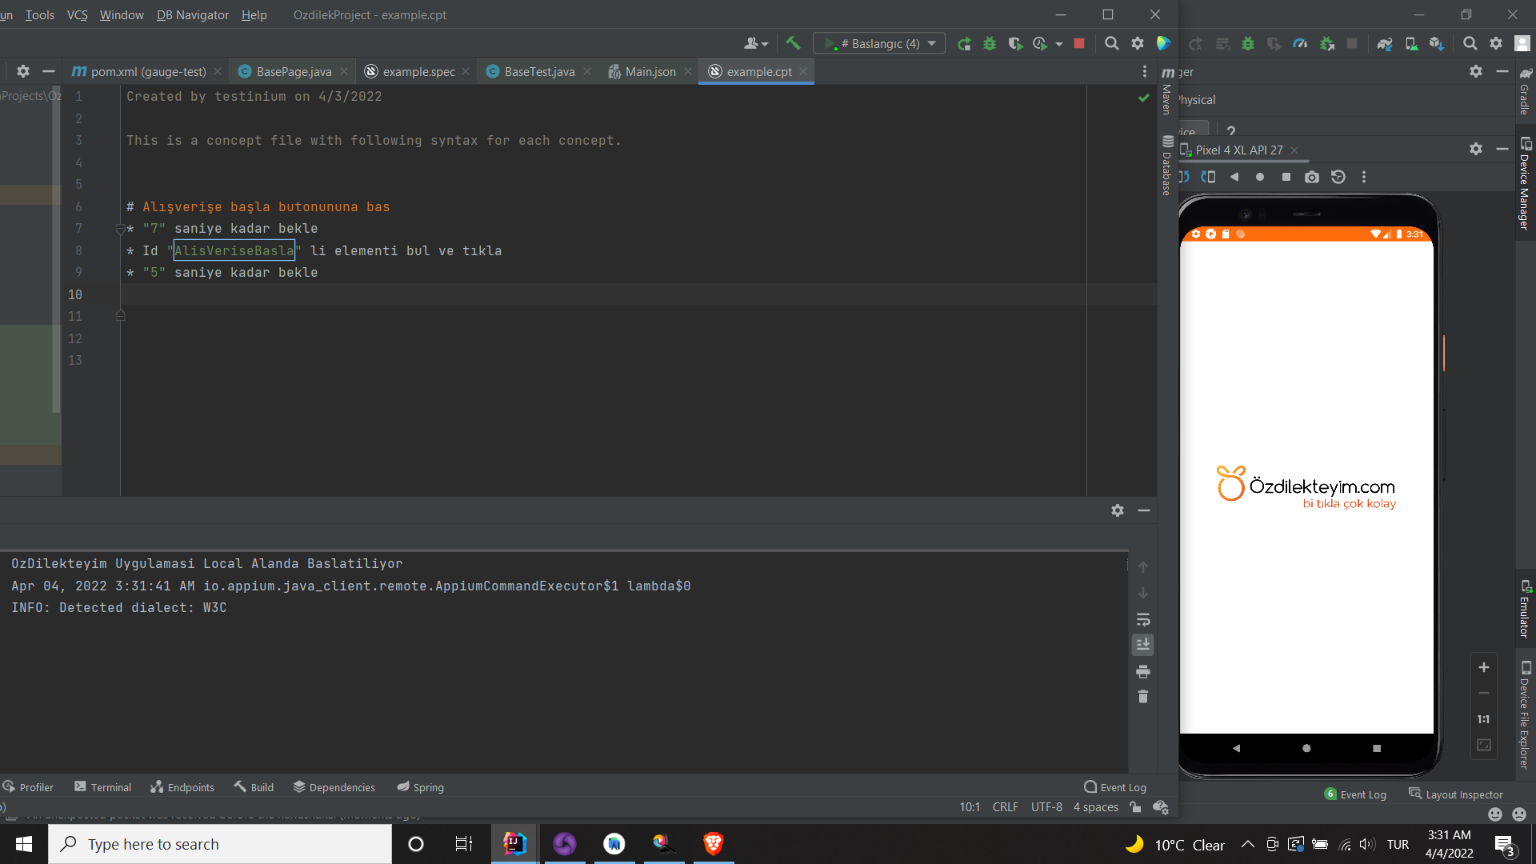 un Tools VCS Window DB Navigator Help OzdilekProject - example.cpt
# Baslangic (4)
pom.xml (gauge-test) BasePage.java example.spec BaseTest.java Main.json example.cpt
Projects\Oz
1 Created by testinium on 4/3/2022
2
3 This is a concept file with following syntax for each concept.
4
5
6 # Alışverişe başla butonununa bas
7 * "7" saniye kadar bekle
8 * Id "AlisVeriseBasla" li elementi bul ve tıkla
9 * "5" saniye kadar bekle
10
11
12
13
Maven
Database
ger
Physical
vice ?
Pixel 4 XL API 27
3:31
Özdilekteyim.com
bi tıkla çok kolay
Gradle
Device Manager
Emulator
Device File Explorer
1:1
OzDilekteyim Uygulamasi Local Alanda Baslatiliyor
Apr 04, 2022 3:31:41 AM io.appium.java_client.remote.AppiumCommandExecutor$1 lambda$0
INFO: Detected dialect: W3C
Profiler Terminal Endpoints Build Dependencies Spring Event Log
10:1 CRLF UTF-8 4 spaces
6 Event Log Layout Inspector
Type here to search
10°C Clear TUR 3:31 AM
4/4/2022 3